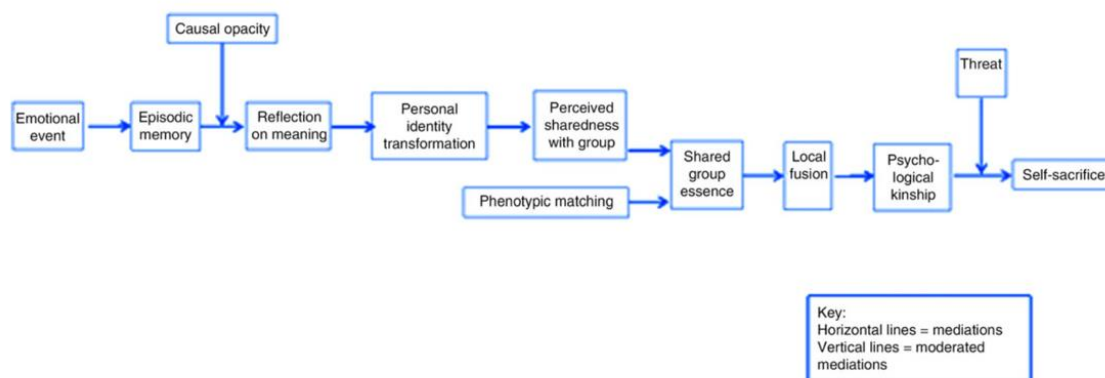 Causal opacity
Threat
Emotional
event
Episodic
memory
Reflection
on meaning
Personal
identity
transformation
Perceived
sharedness
with group
Shared
group
essence
Local
fusion
Psycho-
logical
kinship
Self-sacrifice
Phenotypic matching
Key:
Horizontal lines = mediations
Vertical lines = moderated
mediations